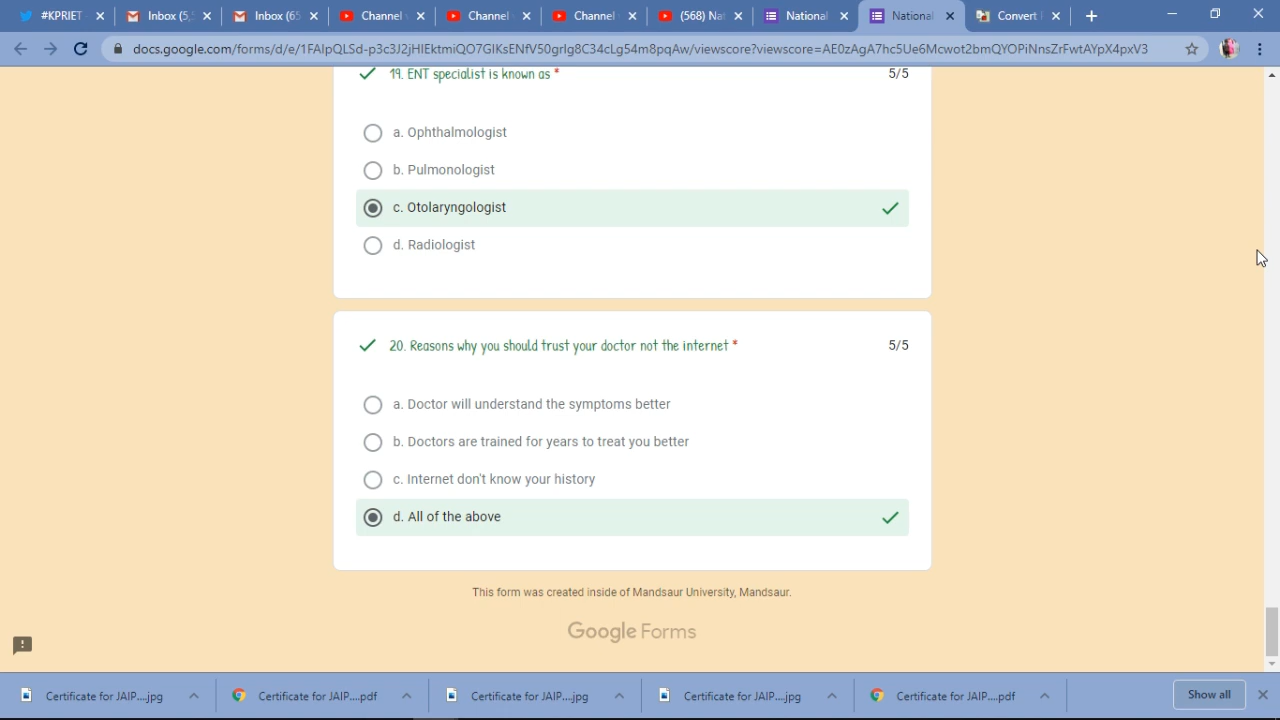 #KPRIET
Inbox (5,5
Inbox (65
Channel
Channel
Channel
(568) Na
National
National
Convert
docs.google.com/forms/d/e/1FAIpQLSd-p3c3J2jHIEktmiQO7GIKsENfV50grIg8C34cLg54m8pqAw/viewscore?viewscore=AE0zAgA7hc5Ue6Mcwot2bmQYOPiNnsZrFwtAYpX4pxV3
19. ENT specialist is known as *
5/5
a. Ophthalmologist
b. Pulmonologist
c. Otolaryngologist
d. Radiologist
20. Reasons why you should trust your doctor not the internet *
5/5
a. Doctor will understand the symptoms better
b. Doctors are trained for years to treat you better
c. Internet don't know your history
d. All of the above
This form was created inside of Mandsaur University, Mandsaur.
Google Forms
Certificate for JAIP....jpg
Certificate for JAIP....pdf
Certificate for JAIP....jpg
Certificate for JAIP....jpg
Certificate for JAIP....pdf
Show all